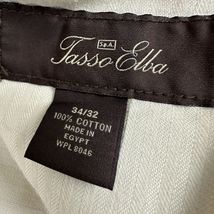 S.p.A
Tasso Elba
34/32
100% COTTON
MADE IN
EGYPT
WPL 8046